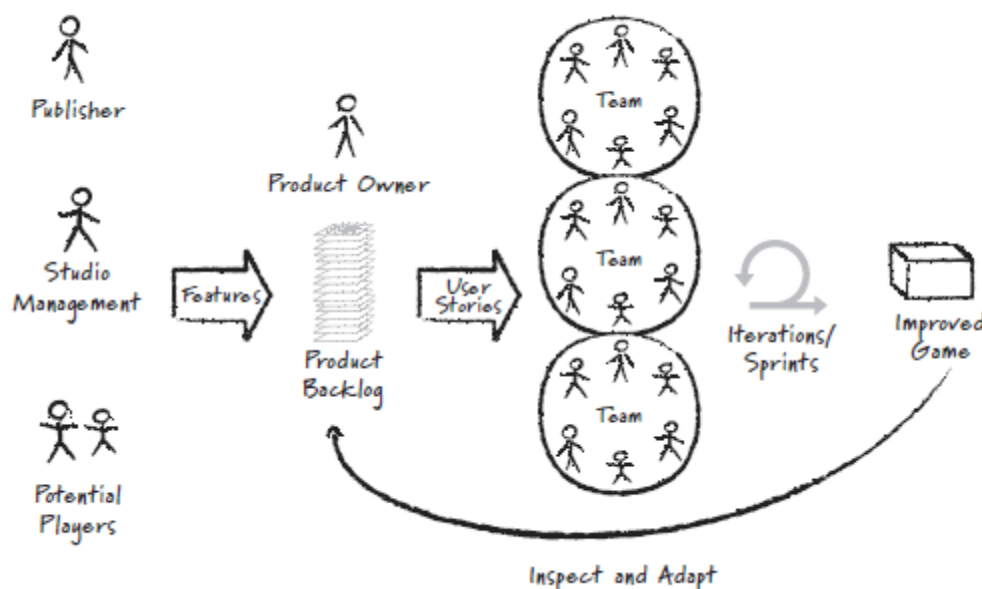 Publisher
Studio
Management
Potential
Players
Features
Product Owner
Product
Backlog
User
Stories
Team
Team
Team
Iterations/
Sprints
Improved
Game
Inspect and Adapt